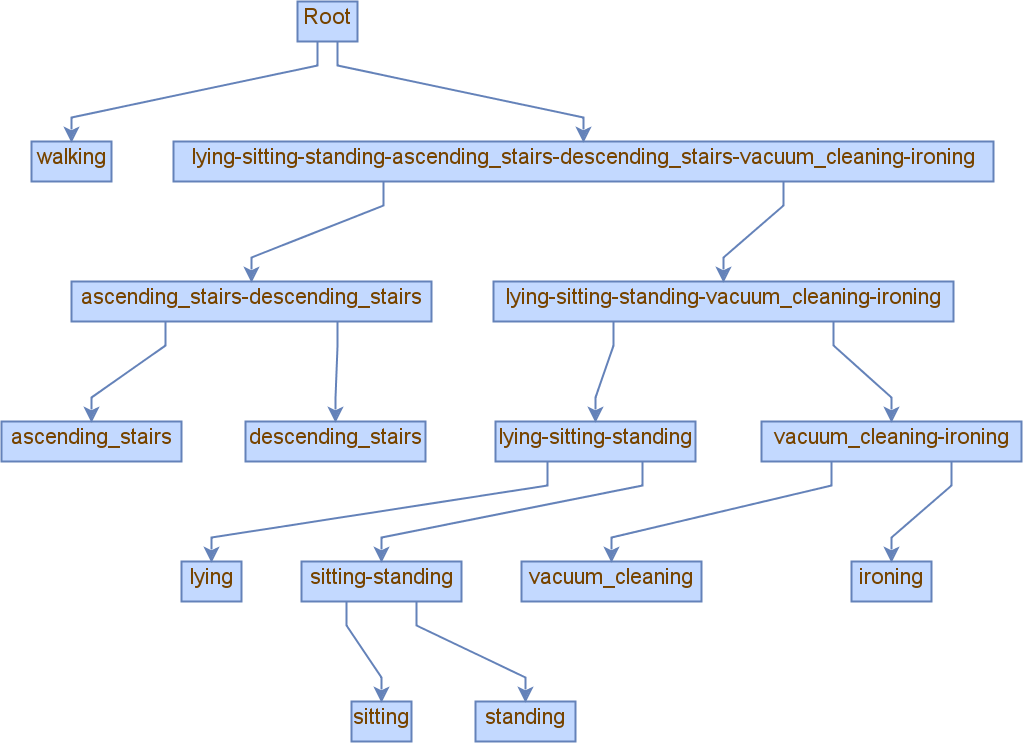 Root
walking
lying-sitting-standing-ascending_stairs-descending_stairs-vacuum_cleaning-ironing
ascending_stairs-descending_stairs
lying-sitting-standing-vacuum_cleaning-ironing
ascending_stairs
descending_stairs
lying-sitting-standing
vacuum_cleaning-ironing
lying
sitting-standing
vacuum_cleaning
ironing
sitting
standing